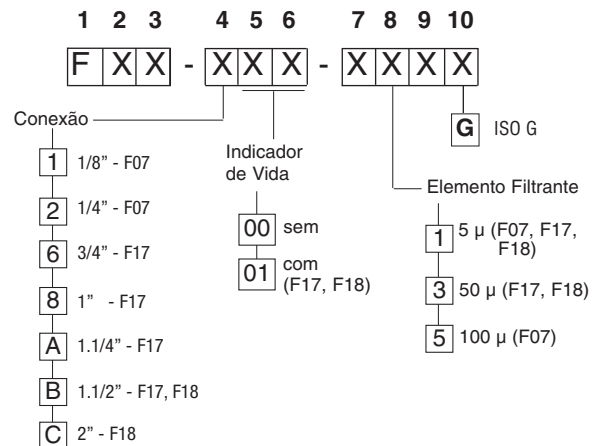 1 2 3 4 5 6 7 8 9 10
F X X - X X X - X X X X
Conexão
1 1/8" - F07
2 1/4" - F07
6 3/4" - F17
8 1" - F17
A 1.1/4" - F17
B 1.1/2" - F17, F18
C 2" - F18
Indicador
de Vida
00 sem
01 com
(F17, F18)
G ISO G
Elemento Filtrante
1 5 µ (F07, F17,
F18)
3 50 µ (F17, F18)
5 100 µ (F07)